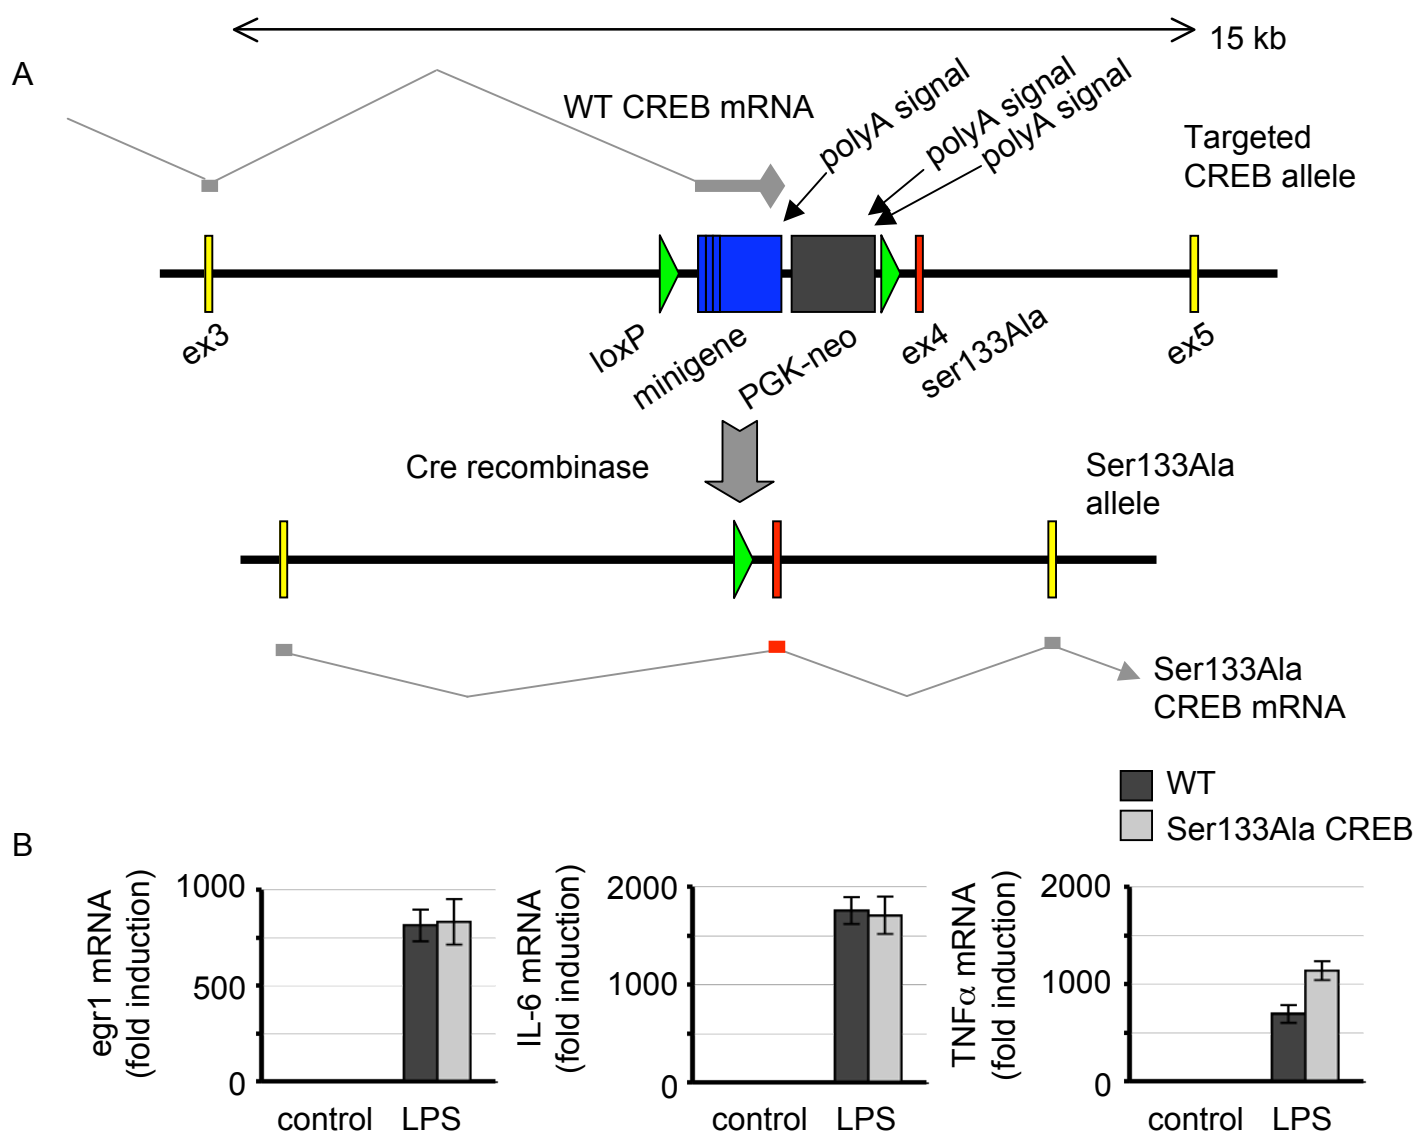 15 kb
A
WT CREB mRNA
polyA signal
polyA signal
polyA signal
Targeted
CREB allele
ex3
loxP
minigene
PGK-neo
ex4
ser133Ala
ex5
Cre recombinase
Ser133Ala
allele
Ser133Ala
CREB mRNA
WT
Ser133Ala CREB
B
egr1 mRNA
(fold induction)
1000
500
0
control
LPS
IL-6 mRNA
(fold induction)
2000
1000
0
control
LPS
TNFα mRNA
(fold induction)
2000
1000
0
control
LPS